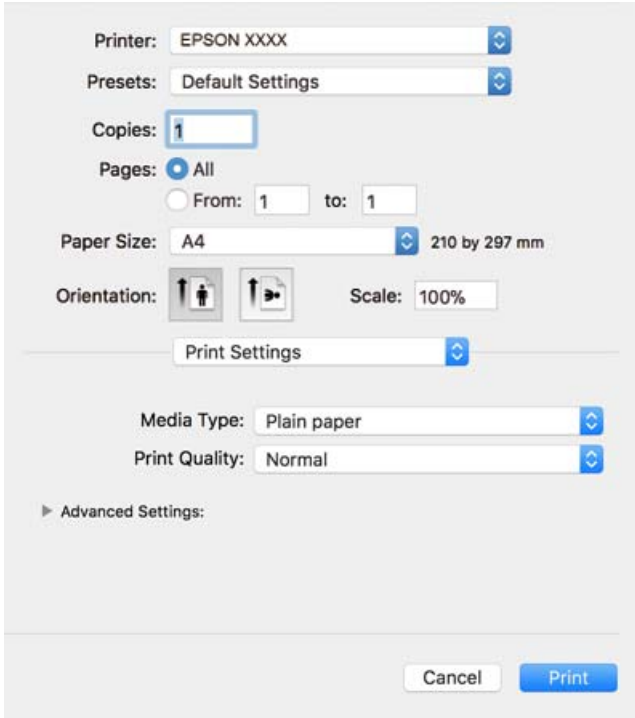 Printer: EPSON XXXX
Presets: Default Settings
Copies: 1
Pages: All
From: 1 to: 1
Paper Size: A4 210 by 297 mm
Orientation: Scale: 100%
Print Settings
Media Type: Plain paper
Print Quality: Normal
Advanced Settings:
Cancel Print